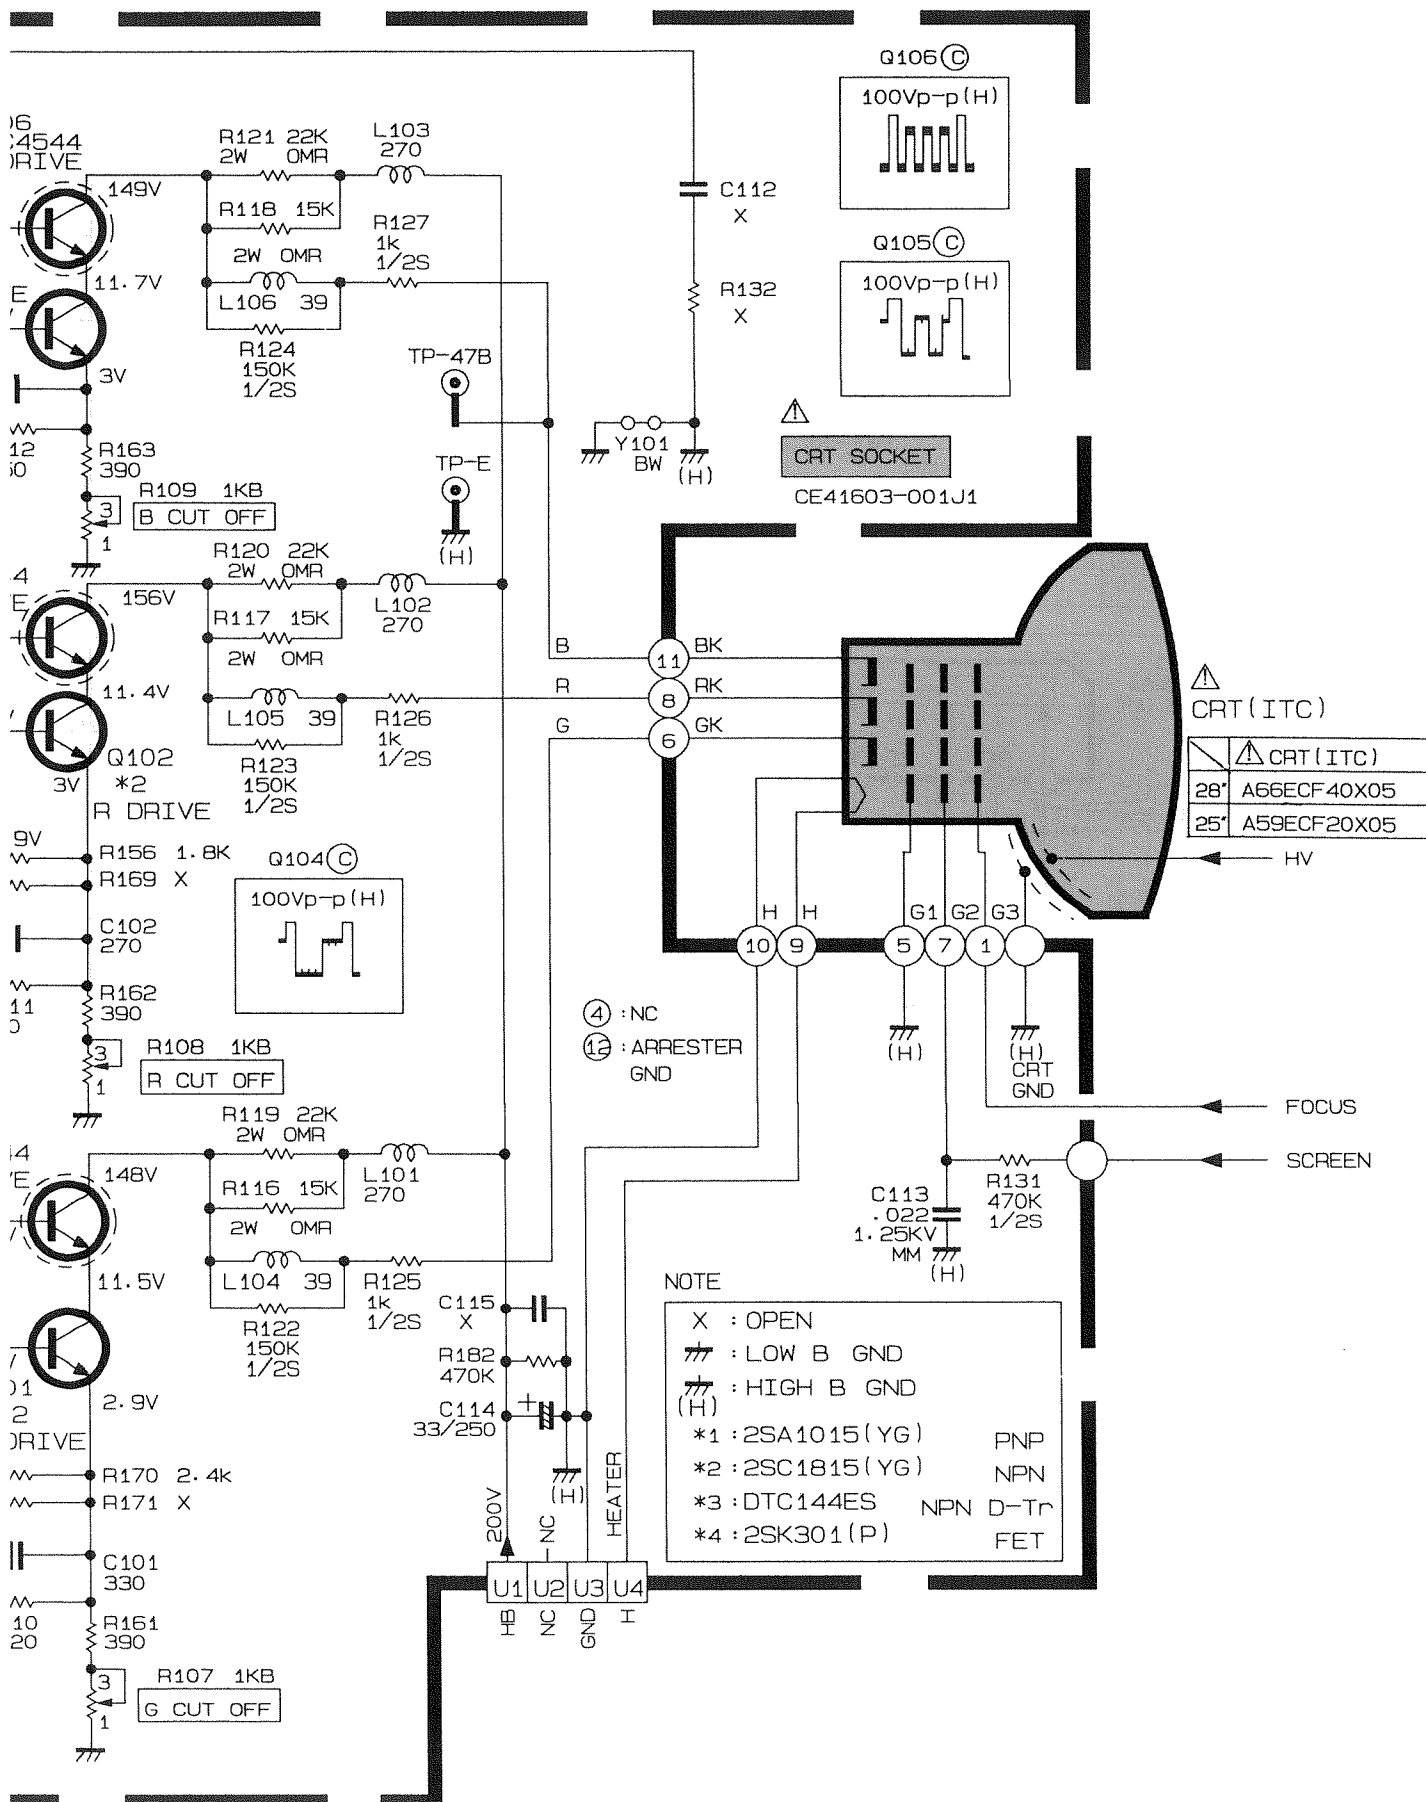 Q106 C
100Vp-p(H)
C4544
DRIVE
149V
R121 22K
2W OMR
L103
270
R118 15K
2W OMR
R127
1k
1/2S
11.7V
L106 39
R124
150K
1/2S
C112
X
R132
X
Q105 C
100Vp-p(H)
3V
TP-47B
TP-E
(H)
Y101
BW
(H)
CRT SOCKET
CE41603-001J1
R163
390
R109 1KB
B CUT OFF
3
1
R120 22K
2W OMR
L102
270
156V
R117 15K
2W OMR
11.4V
L105 39
R126
1k
1/2S
R123
150K
1/2S
Q102
*2
3V
R DRIVE
B
R
G
11
8
6
BK
RK
GK
CRT(ITC)
CRT(ITC)
28" A66ECF40X05
25" A59ECF20X05
HV
9V
R156 1.8K
R169 X
C102
270
R162
390
Q104 C
100Vp-p(H)
H H G1 G2 G3
10 9 5 7 1
4 :NC
12 :ARRESTER
GND
(H)
(H)
CRT
GND
R108 1KB
R CUT OFF
3
1
FOCUS
SCREEN
R119 22K
2W OMR
L101
270
148V
R116 15K
2W OMR
11.5V
L104 39
R125
1k
1/2S
R122
150K
1/2S
R131
470K
1/2S
C113
.022
1.25KV
MM
(H)
C115
X
R182
470K
C114
33/250
+
(H)
2.9V
DRIVE
R170 2.4k
R171 X
C101
330
R161
390
R107 1KB
G CUT OFF
3
1
NOTE
X : OPEN
: LOW B GND
: HIGH B GND
(H)
*1 : 2SA1015(YG) PNP
*2 : 2SC1815(YG) NPN
*3 : DTC144ES NPN D-Tr
*4 : 2SK301(P) FET
200V
NC
HEATER
U1 U2 U3 U4
HB
NC
GND
H